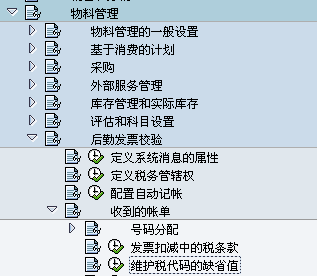 物料管理
物料管理的一般设置
基于消费的计划
采购
外部服务管理
库存管理和实际库存
评估和科目设置
后勤发票校验
定义系统消息的属性
定义税务管辖权
配置自动记帐
收到的帐单
号码分配
发票扣减中的税条款
维护税代码的缺省值